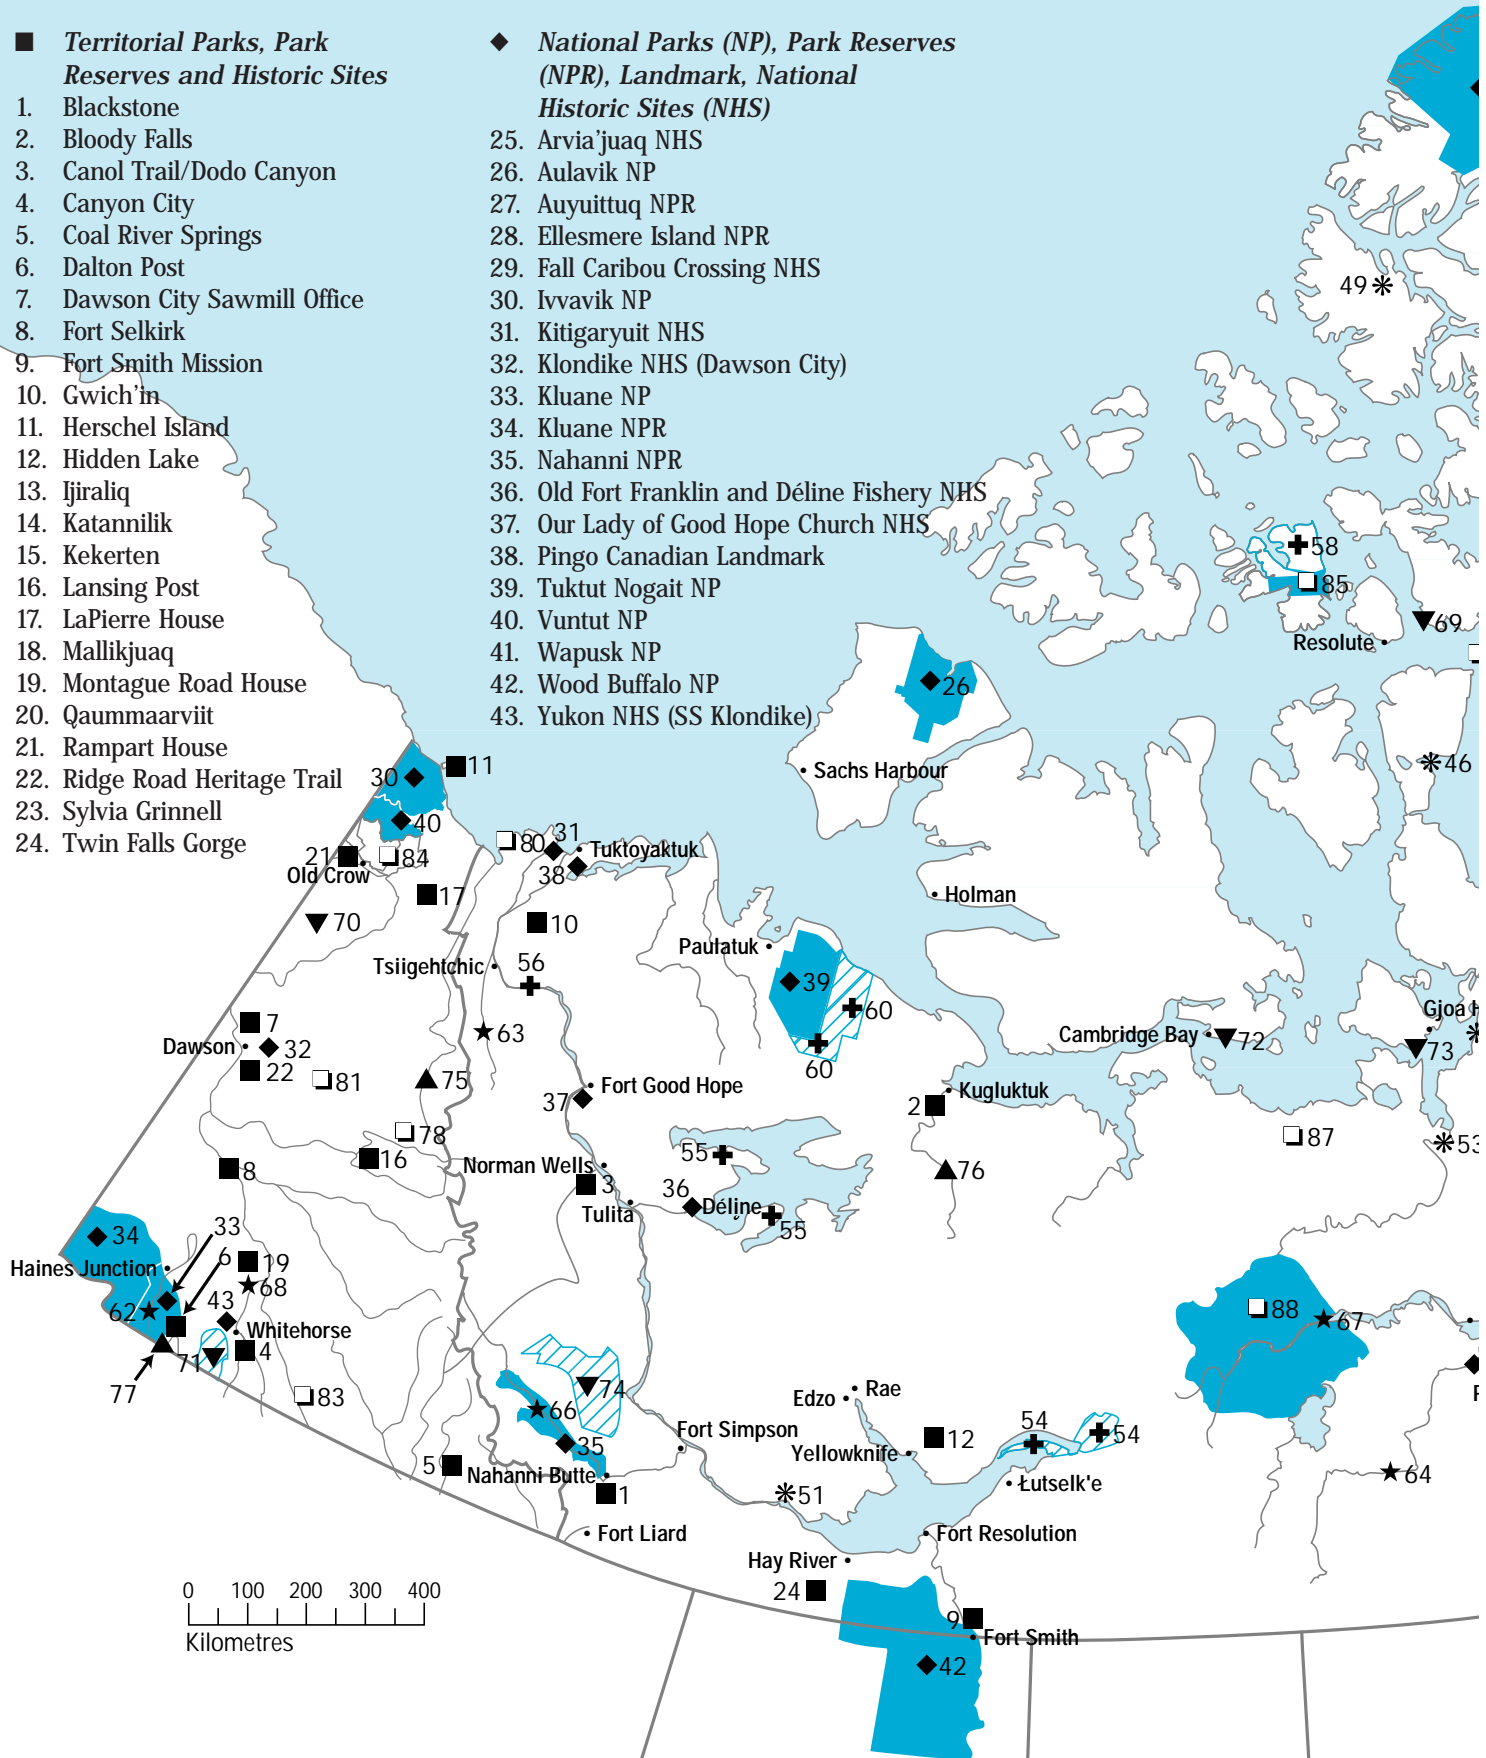 Territorial Parks, Park
Reserves and Historic Sites
1. Blackstone
2. Bloody Falls
3. Canol Trail/Dodo Canyon
4. Canyon City
5. Coal River Springs
6. Dalton Post
7. Dawson City Sawmill Office
8. Fort Selkirk
9. Fort Smith Mission
10. Gwich'in
11. Herschel Island
12. Hidden Lake
13. Ijiraliq
14. Katannilik
15. Kekerten
16. Lansing Post
17. LaPierre House
18. Mallikjuaq
19. Montague Road House
20. Qaummaarviit
21. Rampart House
22. Ridge Road Heritage Trail
23. Sylvia Grinnell
24. Twin Falls Gorge
National Parks (NP), Park Reserves
(NPR), Landmark, National
Historic Sites (NHS)
25. Arvia'juaq NHS
26. Aulavik NP
27. Auyuittuq NPR
28. Ellesmere Island NPR
29. Fall Caribou Crossing NHS
30. Ivvavik NP
31. Kitigaryuit NHS
32. Klondike NHS (Dawson City)
33. Kluane NP
34. Kluane NPR
35. Nahanni NPR
36. Old Fort Franklin and Déline Fishery NHS
37. Our Lady of Good Hope Church NHS
38. Pingo Canadian Landmark
39. Tuktut Nogait NP
40. Vuntut NP
41. Wapusk NP
42. Wood Buffalo NP
43. Yukon NHS (SS Klondike)
49
58
85
69
Resolute
26
Sachs Harbour
46
30
11
40
80
31
Tuktoyaktuk
38
21
84
Old Crow
17
Holman
70
10
Paulatuk
Tsiigehtchic
56
39
60
60
Gjoa H
7
Dawson
32
22
63
Cambridge Bay
72
73
81
75
Fort Good Hope
37
Kugluktuk
2
78
87
53
16
8
Norman Wells
3
Tulita
55
36
Déline
55
76
34
33
6
Haines Junction
19
68
62
43
Whitehorse
4
71
77
83
88
67
74
66
35
Edzo
Rae
Fort Simpson
Yellowknife
12
54
54
5
Nahanni Butte
1
51
Łutselk'e
64
Fort Liard
Fort Resolution
Hay River
24
9
Fort Smith
42
0 100 200 300 400
Kilometres